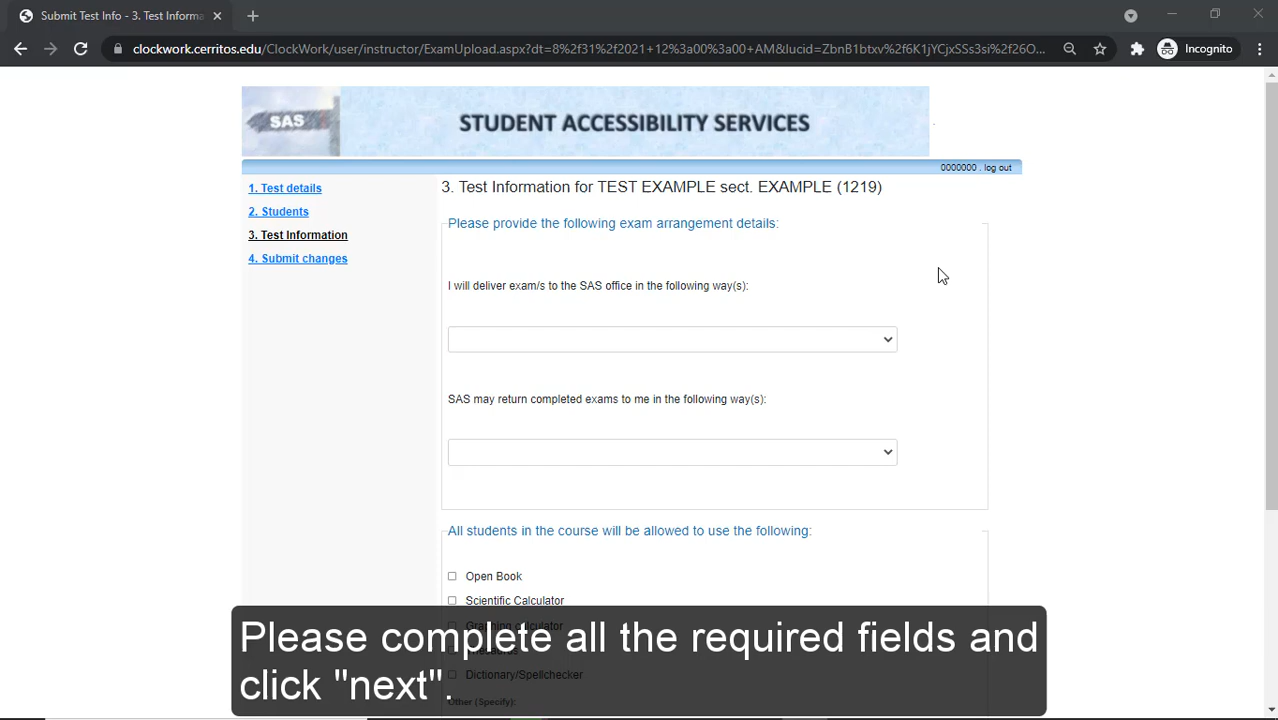 Submit Test Info - 3. Test Informa
clockwork.cerritos.edu/ClockWork/user/instructor/ExamUpload.aspx?dt=8%2f31%2f2021+12%3a00%3a00+AM&lucid=ZbnB1btxv%2f6K1jYCjxSSs3si%2f26O...
Incognito
SAS
STUDENT ACCESSIBILITY SERVICES
0000000 . log out
1. Test details
2. Students
3. Test Information
4. Submit changes
3. Test Information for TEST EXAMPLE sect. EXAMPLE (1219)
Please provide the following exam arrangement details:
I will deliver exam/s to the SAS office in the following way(s):
SAS may return completed exams to me in the following way(s):
All students in the course will be allowed to use the following:
Open Book
Scientific Calculator
Graphing calculator
Thesaurus
Dictionary/Spellchecker
Other (Specify):
Please complete all the required fields and
click "next".